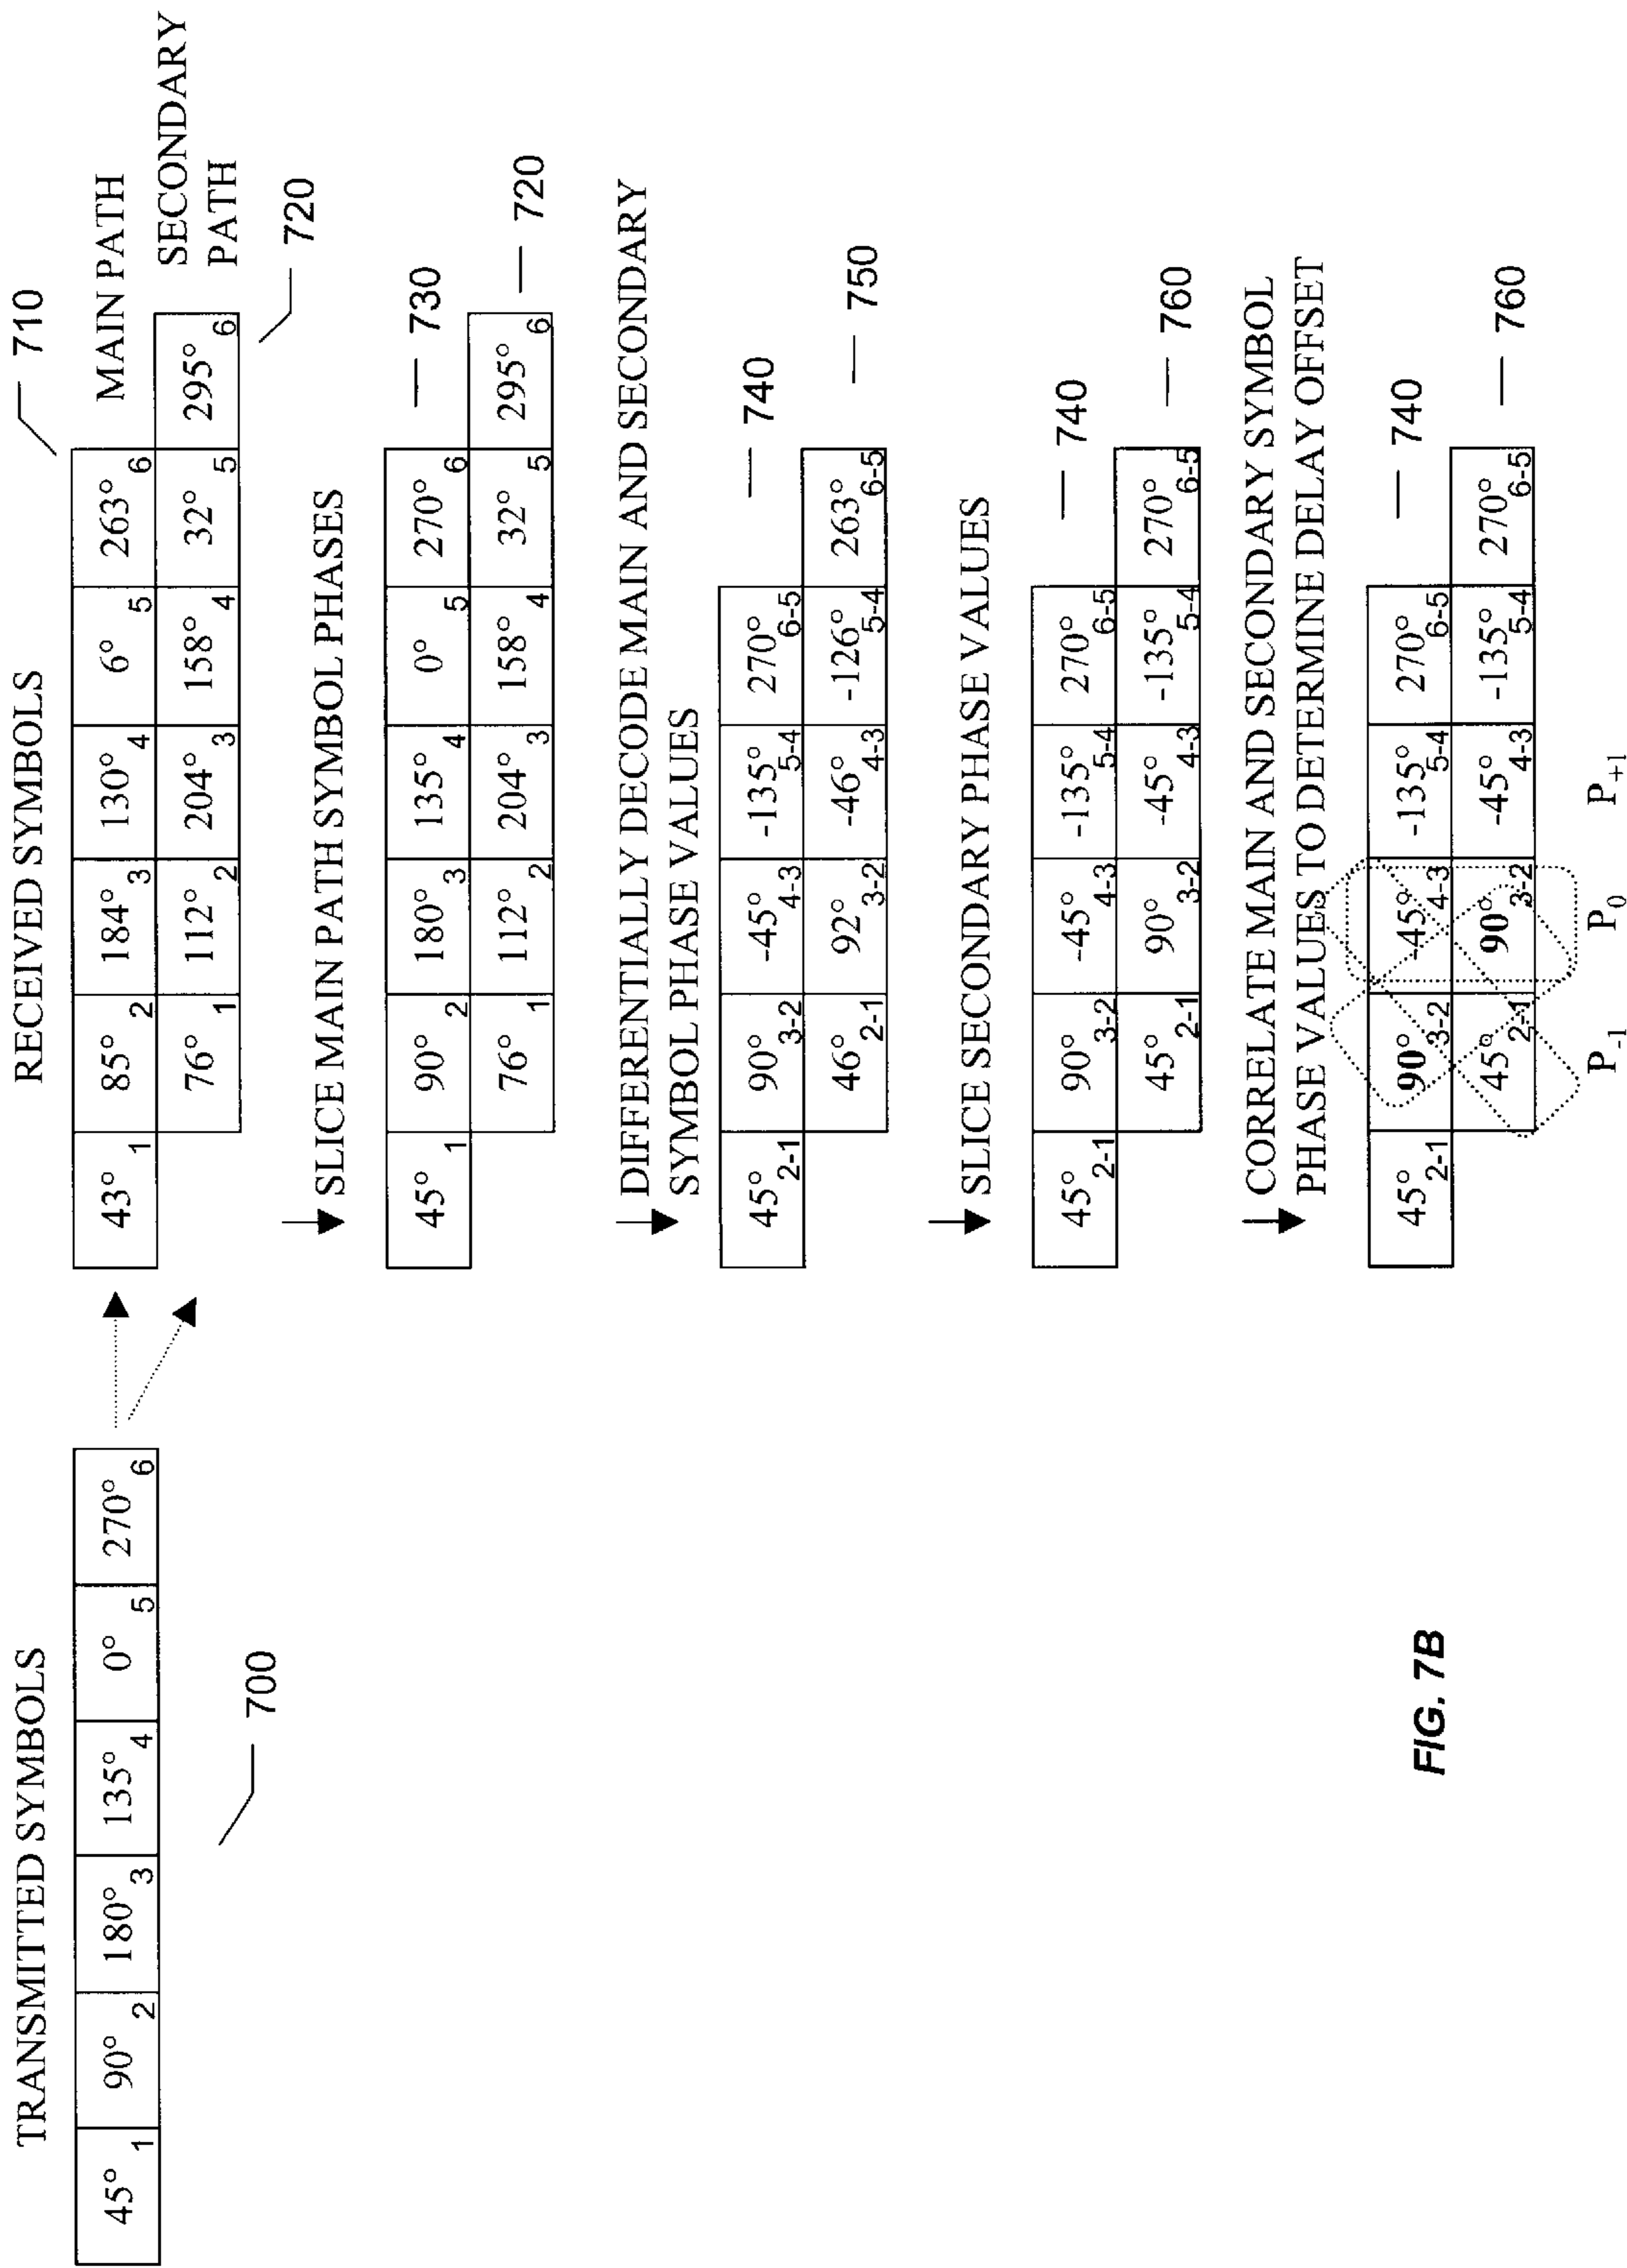 TRANSMITTED SYMBOLS
45° 1 90° 2 180° 3 135° 4 0° 5 270° 6
700
RECEIVED SYMBOLS
710
43° 1 85° 2 184° 3 130° 4 6° 5 263° 6
MAIN PATH
76° 1 112° 2 204° 3 158° 4 32° 5 295° 6
SECONDARY
PATH
720
SLICE MAIN PATH SYMBOL PHASES
45° 1 90° 2 180° 3 135° 4 0° 5 270° 6
730
76° 1 112° 2 204° 3 158° 4 32° 5 295° 6
720
DIFFERENTIALLY DECODE MAIN AND SECONDARY
SYMBOL PHASE VALUES
45° 2-1 90° 3-2 -45° 4-3 -135° 5-4 270° 6-5
740
46° 2-1 92° 3-2 -46° 4-3 -126° 5-4 263° 6-5
750
SLICE SECONDARY PHASE VALUES
45° 2-1 90° 3-2 -45° 4-3 -135° 5-4 270° 6-5
740
45° 2-1 90° 3-2 -45° 4-3 -135° 5-4 270° 6-5
760
CORRELATE MAIN AND SECONDARY SYMBOL
PHASE VALUES TO DETERMINE DELAY OFFSET
45° 2-1 90° 3-2 -45° 4-3 -135° 5-4 270° 6-5
740
45° 2-1 90° 3-2 -45° 4-3 -135° 5-4 270° 6-5
760
P-1 P0 P+1
FIG. 7B